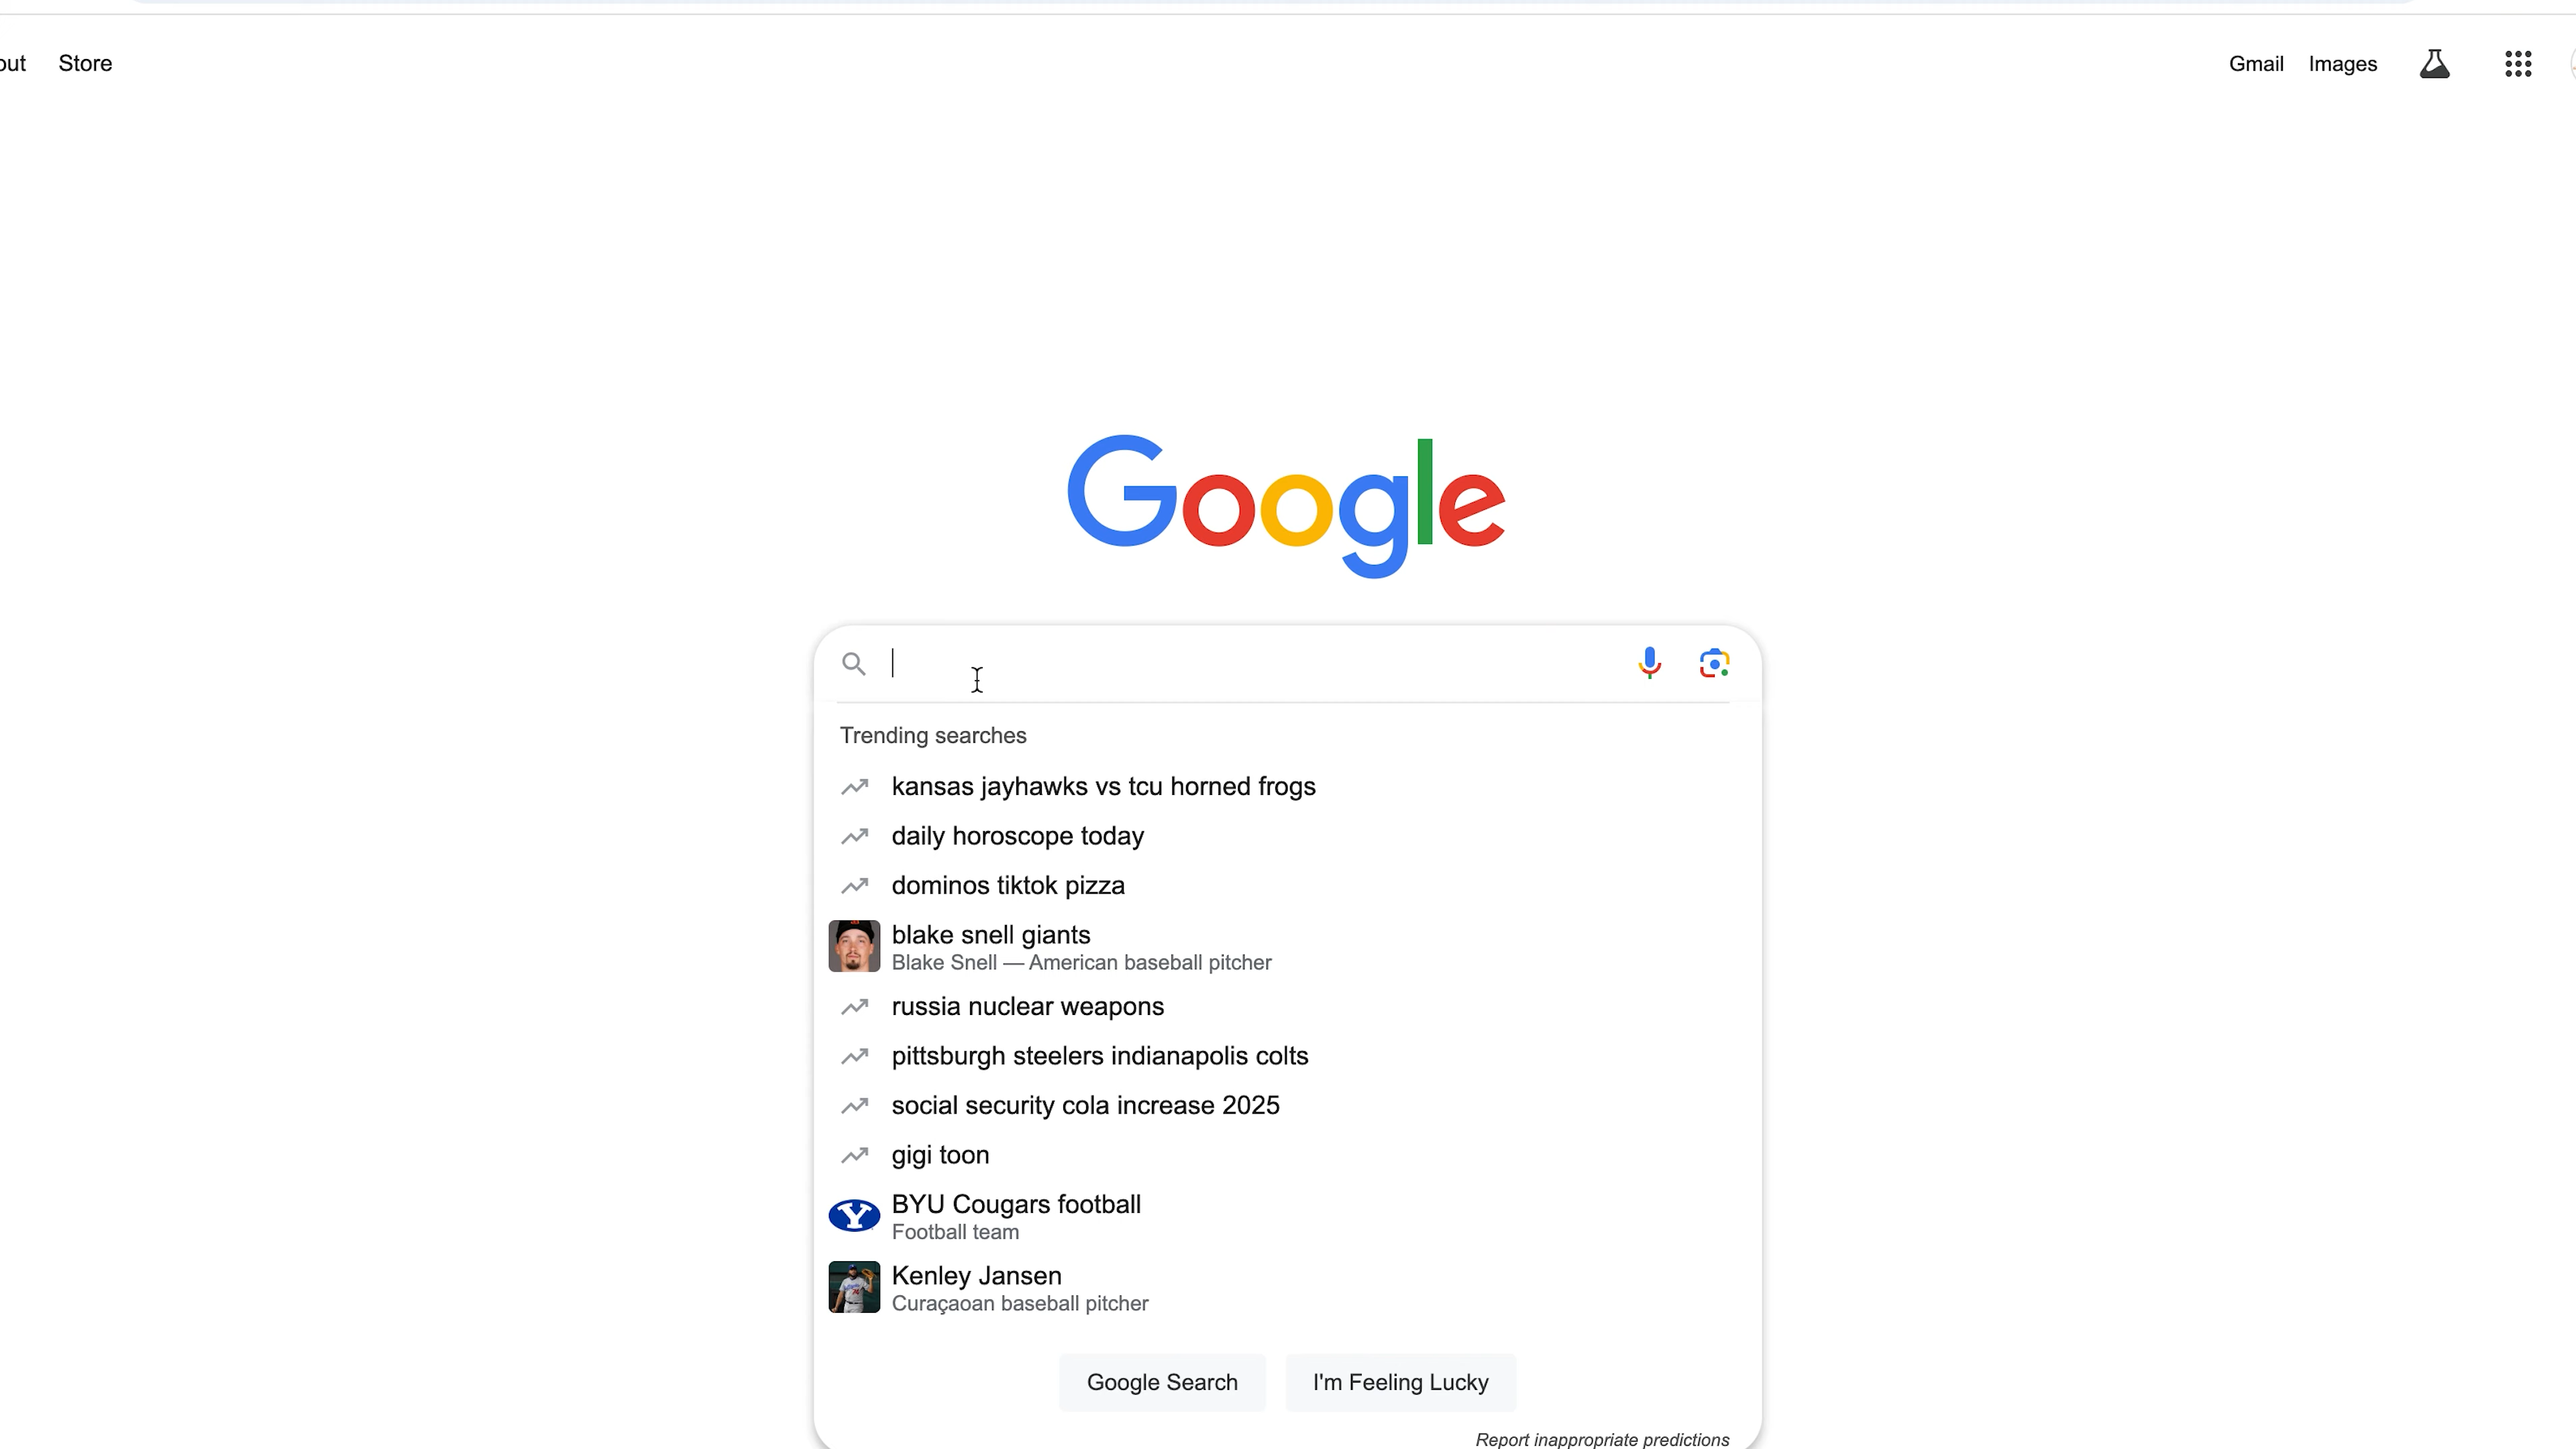 Store
Gmail Images
Google
Trending searches
kansas jayhawks vs tcu horned frogs
daily horoscope today
dominos tiktok pizza
blake snell giants
Blake Snell — American baseball pitcher
russia nuclear weapons
pittsburgh steelers indianapolis colts
social security cola increase 2025
gigi toon
BYU Cougars football
Football team
Kenley Jansen
Curaçaoan baseball pitcher
Google Search I'm Feeling Lucky
Report inappropriate predictions